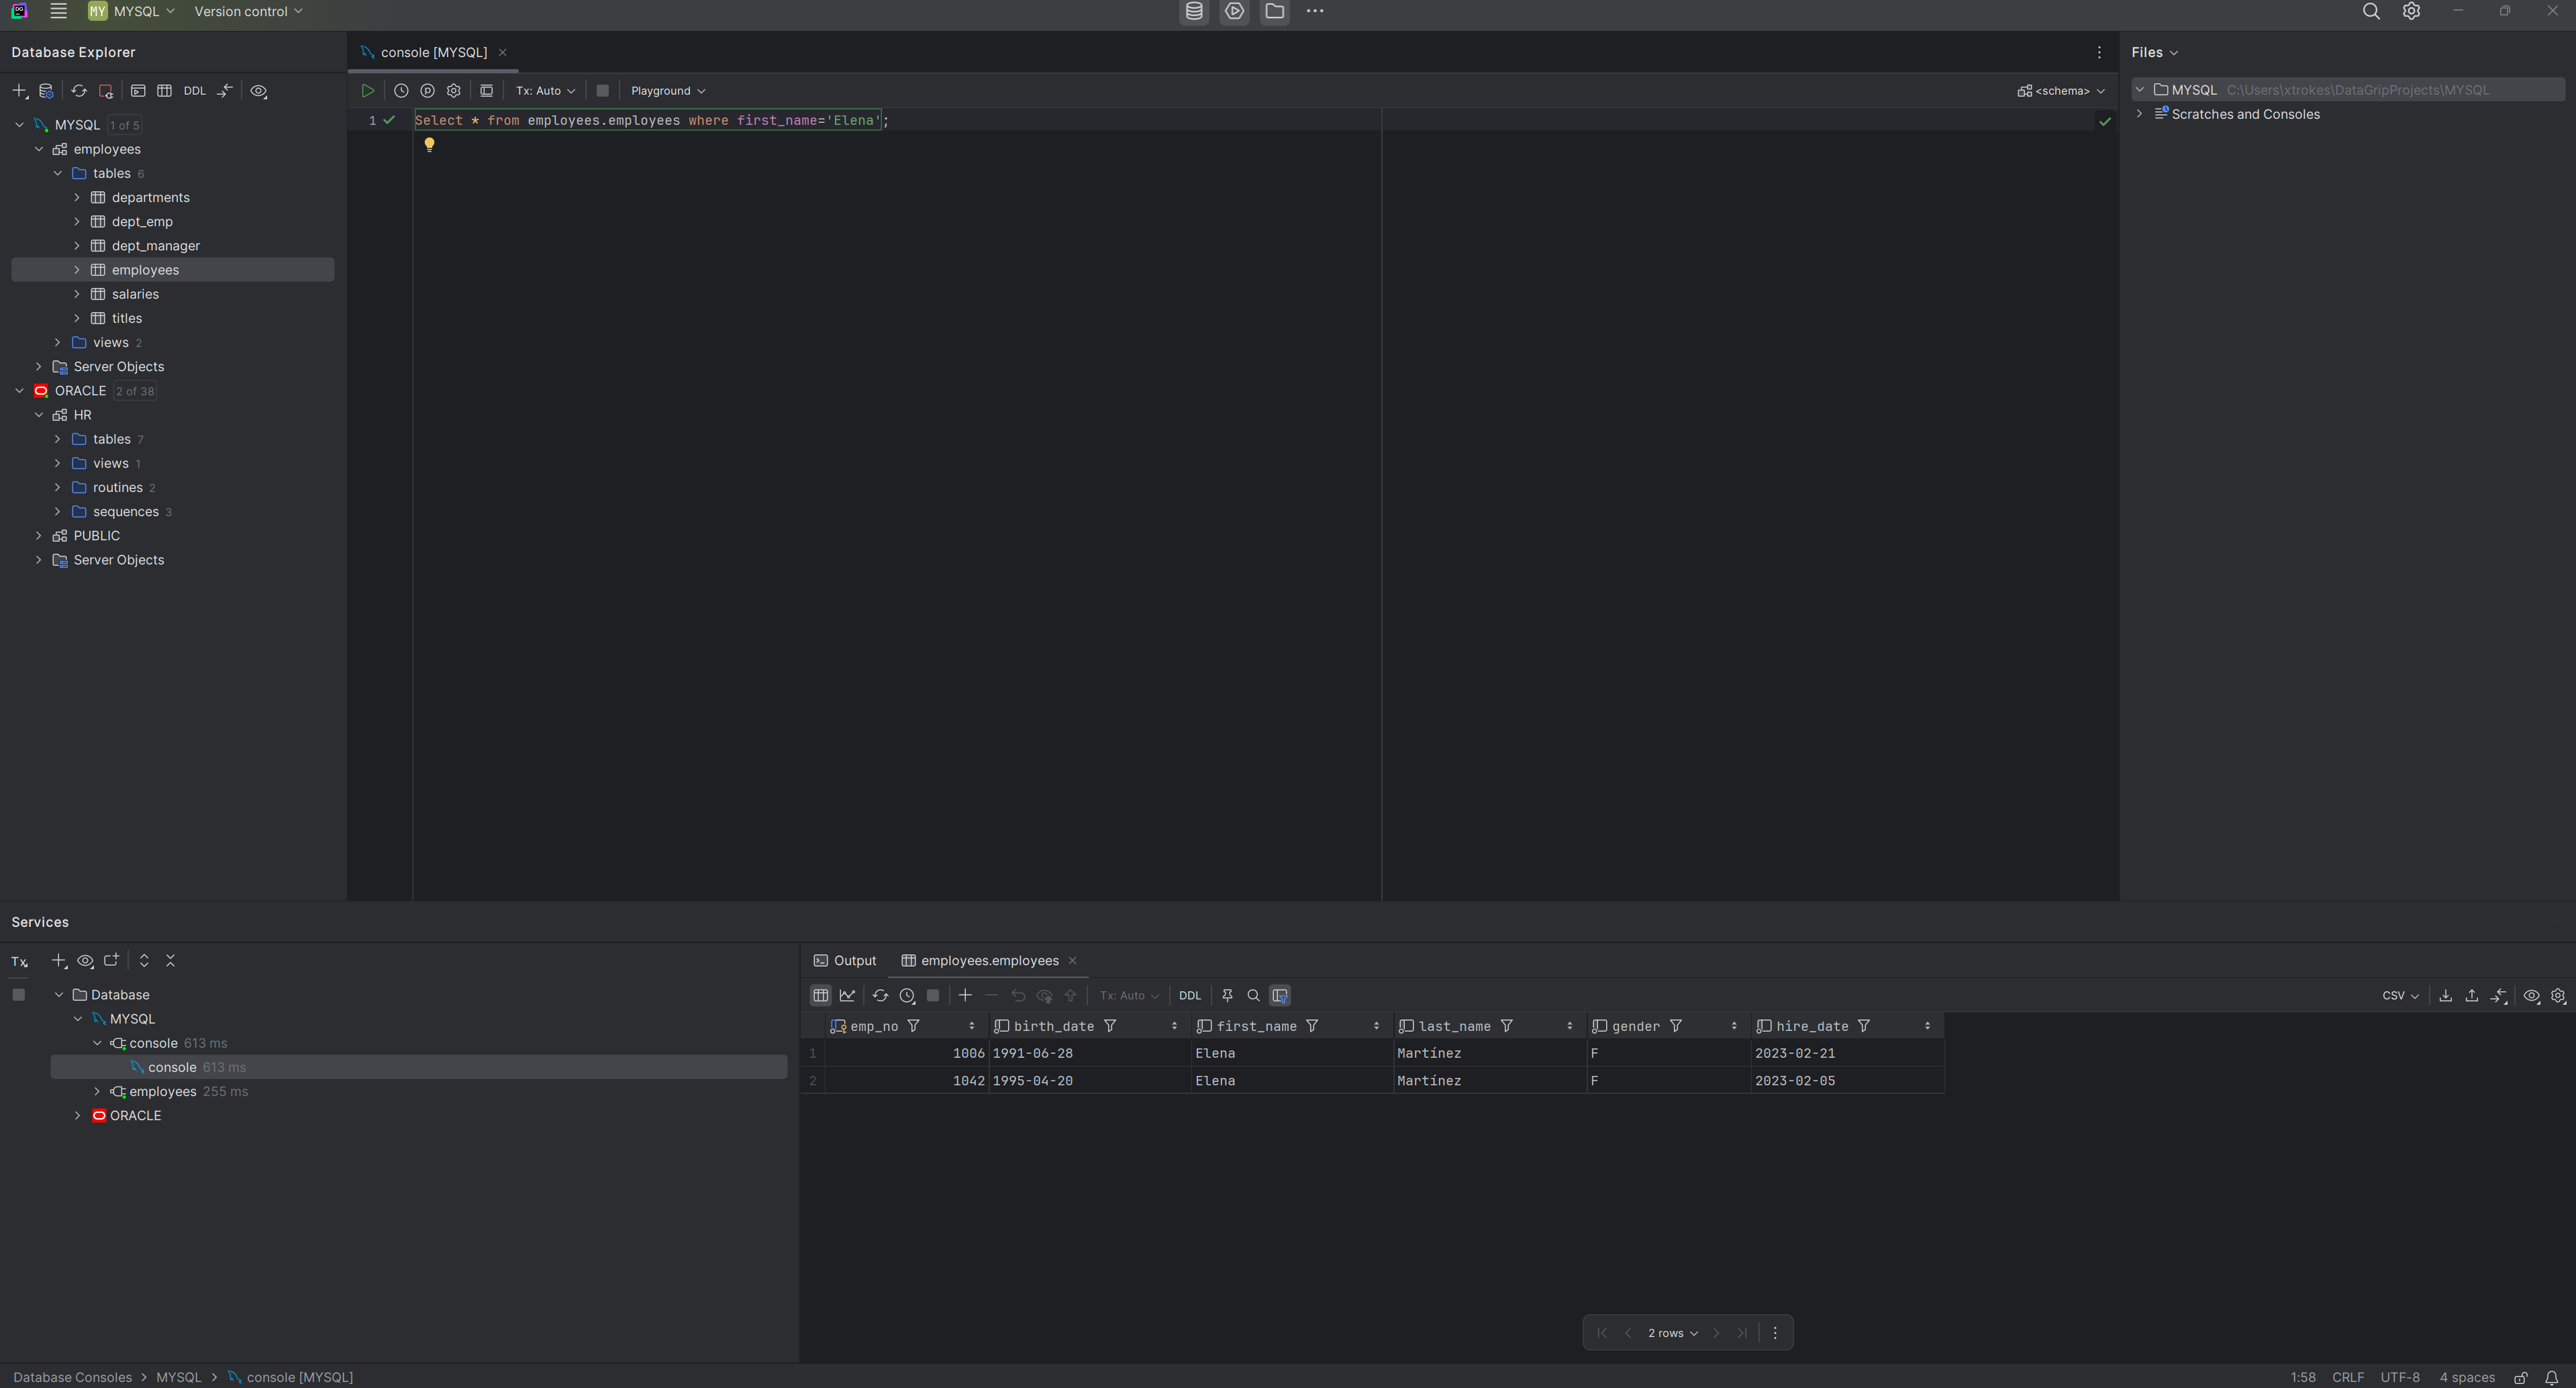 MY MYSQL Version control
Database Explorer
console [MYSQL]
Files
DDL
Tx: Auto
Playground
<schema>
MYSQL C:\Users\xtrokes\DataGripProjects\MYSQL
Scratches and Consoles
MYSQL 1 of 5
employees
tables 6
departments
dept_emp
dept_manager
employees
salaries
titles
views 2
Server Objects
ORACLE 2 of 38
HR
tables 7
views 1
routines 2
sequences 3
PUBLIC
Server Objects
1 Select * from employees.employees where first_name='Elena';
Services
Tx
Database
MYSQL
console 613 ms
console 613 ms
employees 255 ms
ORACLE
Output employees.employees
Tx: Auto DDL CSV
emp_no birth_date first_name last_name gender hire_date
1 1006 1991-06-28 Elena Martínez F 2023-02-21
2 1042 1995-04-20 Elena Martínez F 2023-02-05
2 rows
Database Consoles > MYSQL > console [MYSQL]
1:58 CRLF UTF-8 4 spaces